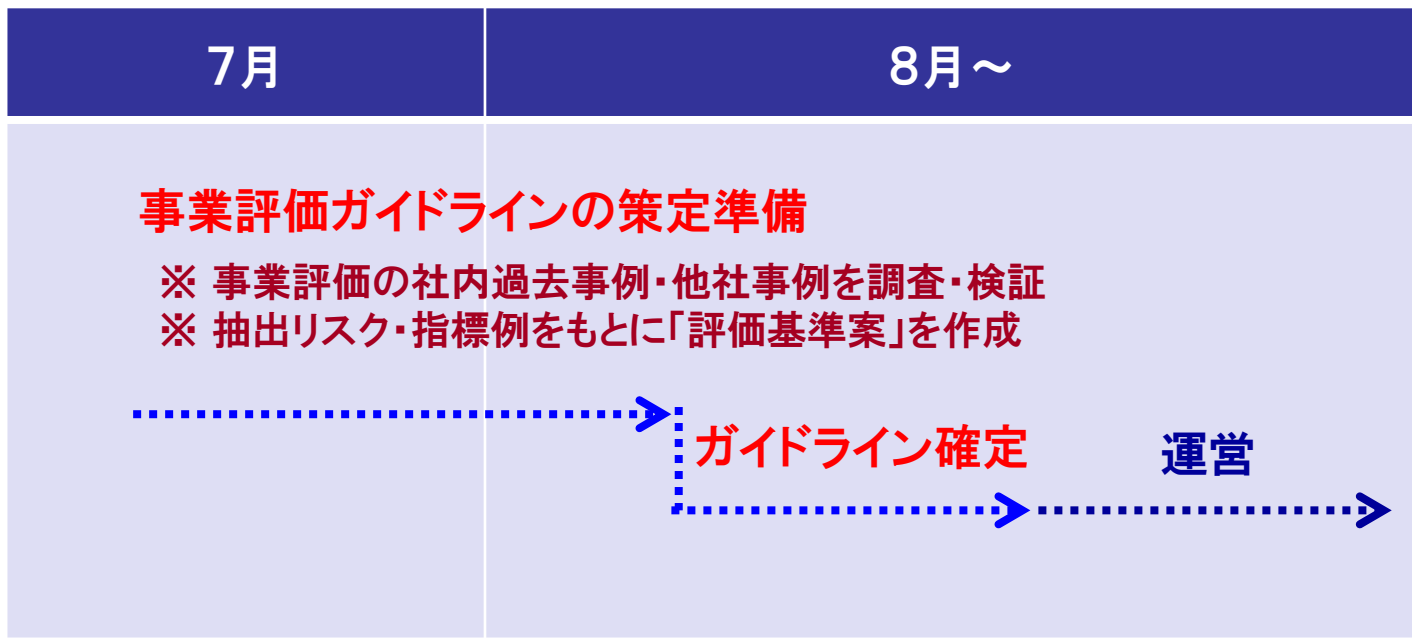 7月
8月～
事業評価ガイドラインの策定準備
※ 事業評価の社内過去事例・他社事例を調査・検証
※ 抽出リスク・指標例をもとに「評価基準案」を作成
ガイドライン確定
運営